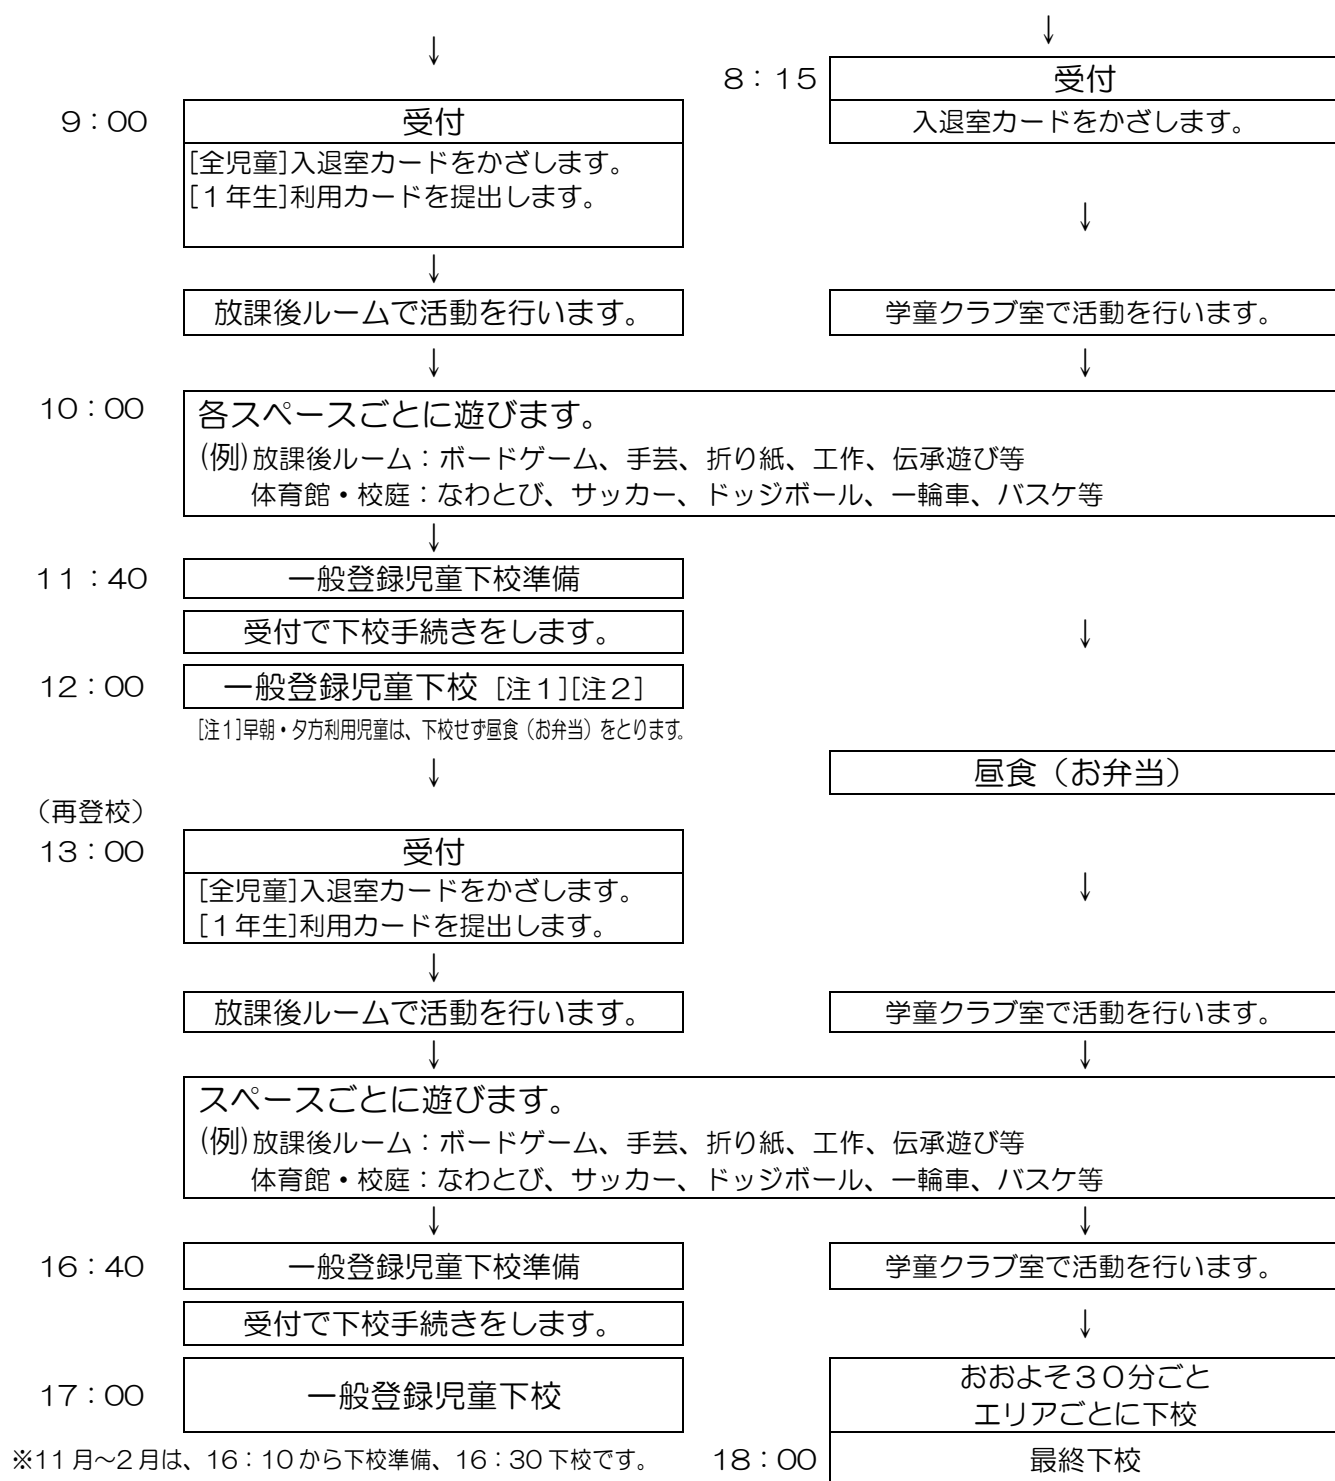 ↓
↓
8：15
受付
入退室カードをかざします。
9：00
受付
[全児童]入退室カードをかざします。
[１年生]利用カードを提出します。
↓
↓
放課後ルームで活動を行います。
学童クラブ室で活動を行います。
↓
↓
10：00
各スペースごとに遊びます。
(例)放課後ルーム：ボードゲーム、手芸、折り紙、工作、伝承遊び等
体育館・校庭：なわとび、サッカー、ドッジボール、一輪車、バスケ等
↓
11：40
一般登録児童下校準備
受付で下校手続きをします。
↓
12：00
一般登録児童下校 [注１][注２]
[注１]早朝・夕方利用児童は、下校せず昼食（お弁当）をとります。
↓
昼食（お弁当）
（再登校）
13：00
受付
[全児童]入退室カードをかざします。
[１年生]利用カードを提出します。
↓
↓
放課後ルームで活動を行います。
学童クラブ室で活動を行います。
↓
↓
スペースごとに遊びます。
(例)放課後ルーム：ボードゲーム、手芸、折り紙、工作、伝承遊び等
体育館・校庭：なわとび、サッカー、ドッジボール、一輪車、バスケ等
↓
↓
16：40
一般登録児童下校準備
学童クラブ室で活動を行います。
受付で下校手続きをします。
↓
17：00
一般登録児童下校
おおよそ３０分ごと
エリアごとに下校
※11月～2月は、16：10から下校準備、16：30下校です。
18：00
最終下校